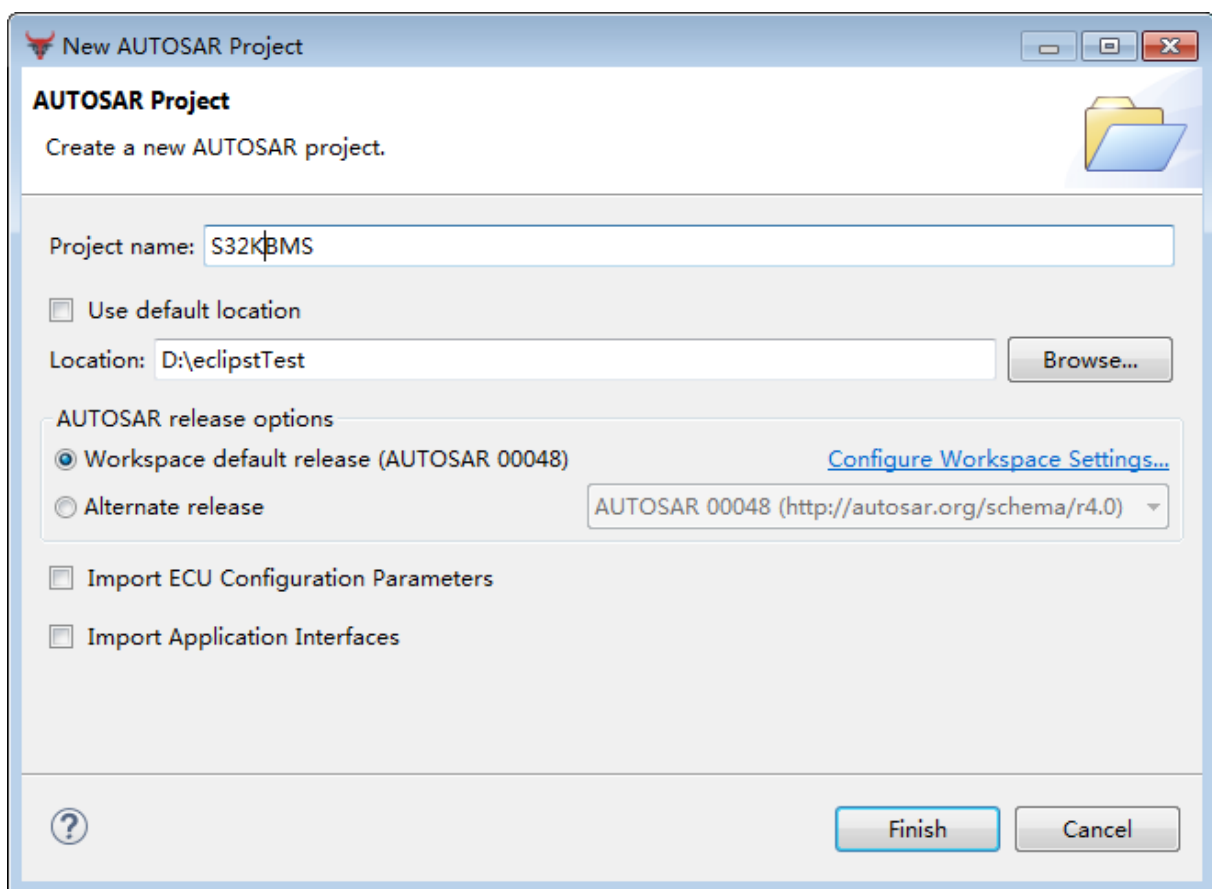 New AUTOSAR Project
AUTOSAR Project
Create a new AUTOSAR project.
Project name: S32KBMS
Use default location
Location: D:\eclipstTest Browse...
AUTOSAR release options
Workspace default release (AUTOSAR 00048) Configure Workspace Settings...
Alternate release AUTOSAR 00048 (http://autosar.org/schema/r4.0)
Import ECU Configuration Parameters
Import Application Interfaces
? Finish Cancel